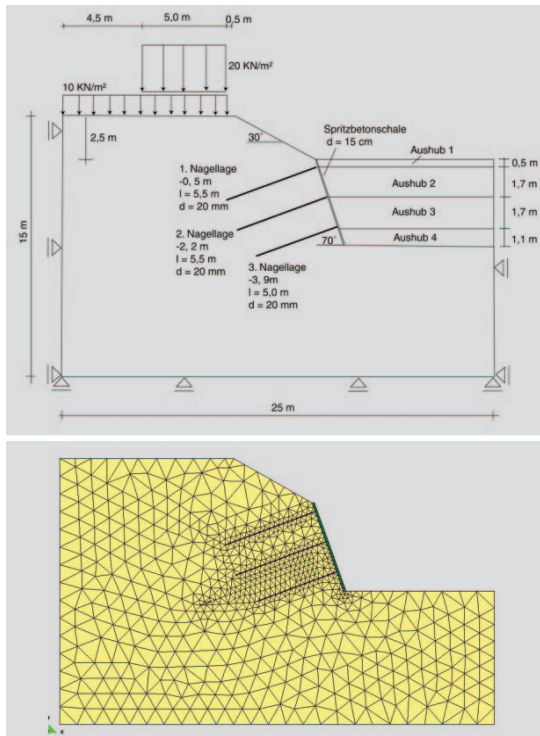 4,5 m
5,0 m
0,5 m
20 KN/m²
10 KN/m²
2,5 m
30°
Spritzbetonschale
d = 15 cm
Aushub 1
0,5 m
1. Nagellage
-0, 5 m
l = 5,5 m
d = 20 mm
Aushub 2
1,7 m
15 m
2. Nagellage
-2, 2 m
l = 5,5 m
d = 20 mm
Aushub 3
1,7 m
70°
Aushub 4
1,1 m
3. Nagellage
-3, 9m
l = 5,0 m
d = 20 mm
25 m
x